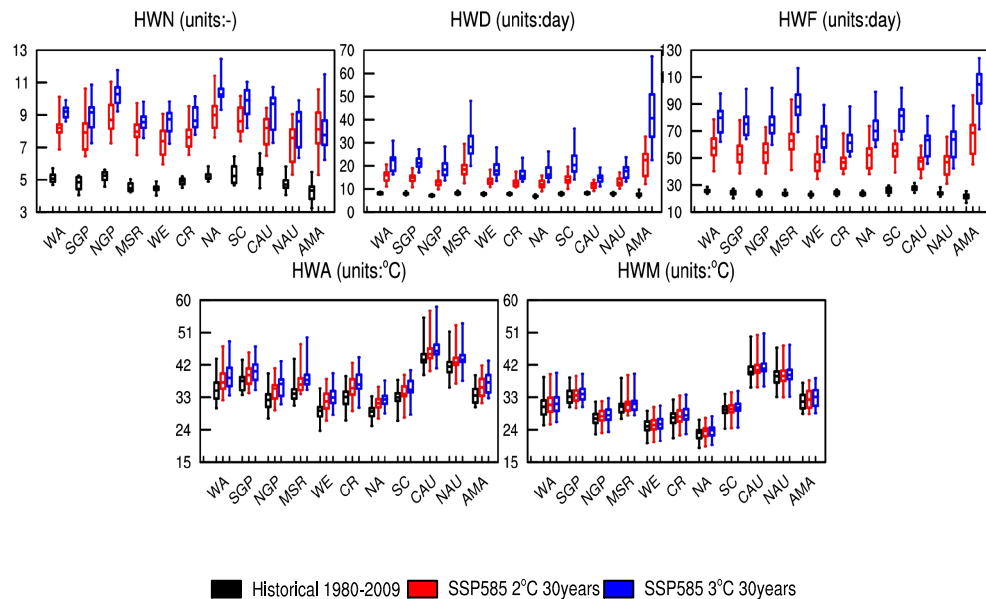 HWN (units:-)
HWD (units:day)
HWF (units:day)
13
11
9
7
5
3
WA SGP NGP MSR WE CR NA SC CAU NAU AMA
70
60
50
40
30
20
10
0
WA SGP NGP MSR WE CR NA SC CAU NAU AMA
130
110
90
70
50
30
10
WA SGP NGP MSR WE CR NA SC CAU NAU AMA
HWA (units:°C)
HWM (units:°C)
60
51
42
33
24
15
WA SGP NGP MSR WE CR NA SC CAU NAU AMA
60
51
42
33
24
15
WA SGP NGP MSR WE CR NA SC CAU NAU AMA
Historical 1980-2009
SSP585 2°C 30years
SSP585 3°C 30years